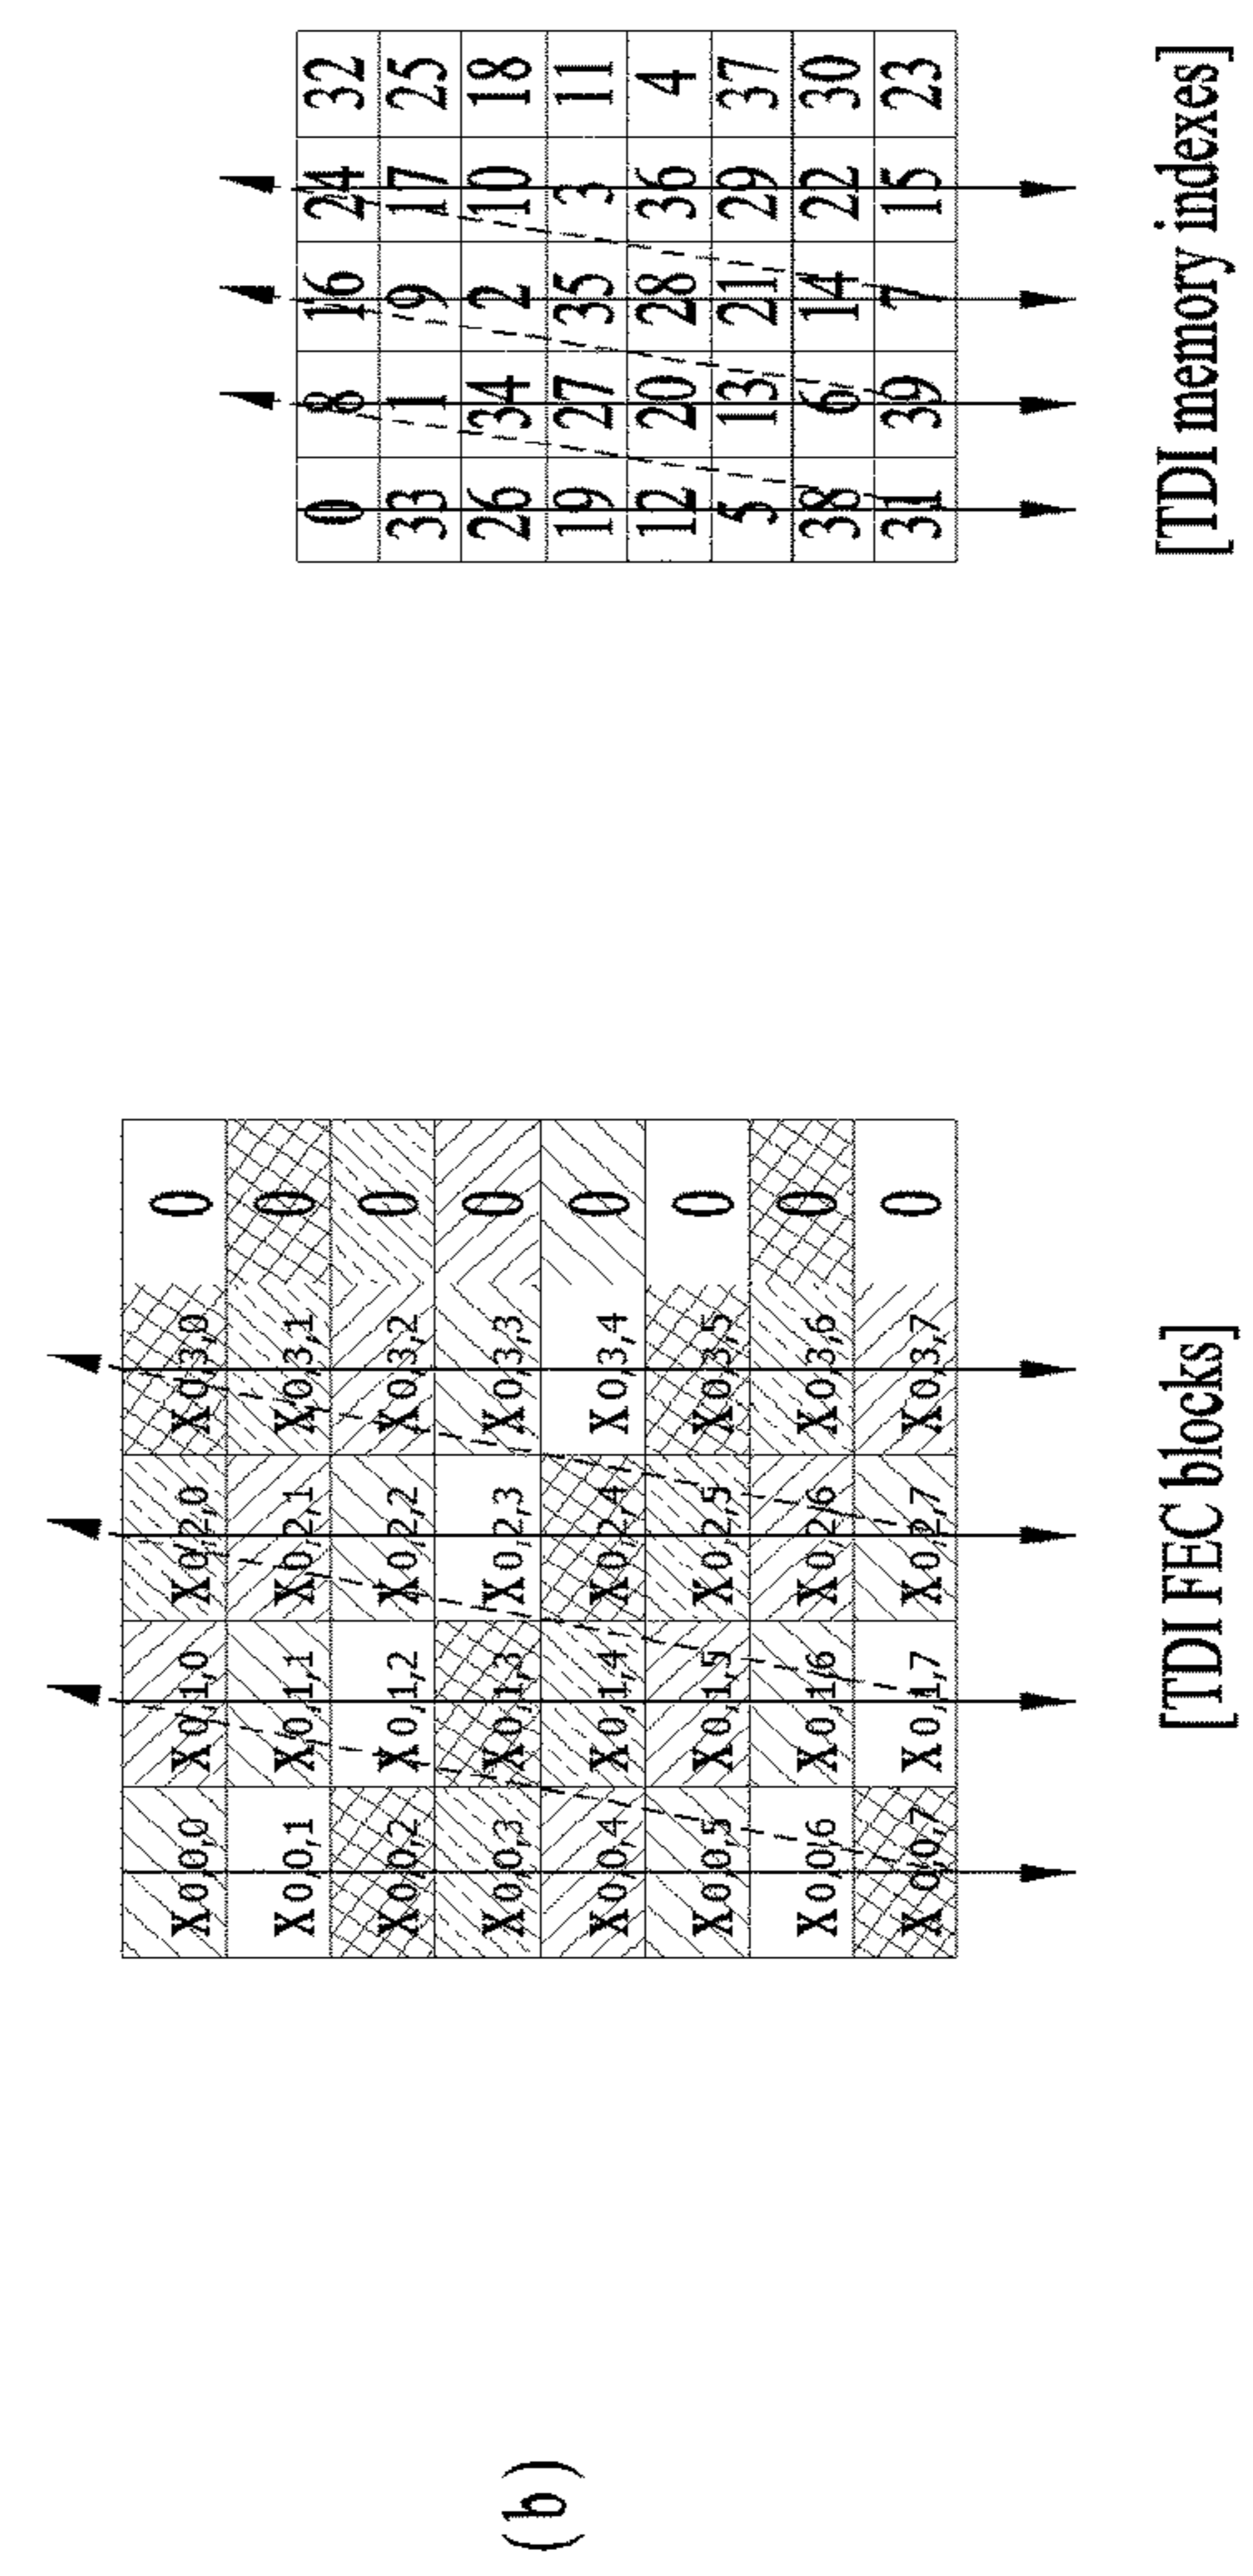 (b)
X0,0,0 X0,1,0 X0,2,0 X0,3,0 0
X0,0,1 X0,1,1 X0,2,1 X0,3,1 0
X0,0,2 X0,1,2 X0,2,2 X0,3,2 0
X0,0,3 X0,1,3 X0,2,3 X0,3,3 0
X0,0,4 X0,1,4 X0,2,4 X0,3,4 0
X0,0,5 X0,1,5 X0,2,5 X0,3,5 0
X0,0,6 X0,1,6 X0,2,6 X0,3,6 0
X0,0,7 X0,1,7 X0,2,7 X0,3,7 0
[TDI FEC blocks]
0 8 16 24 32
33 1 9 17 25
26 34 2 10 18
19 27 35 3 11
12 20 28 36 4
5 13 21 29 37
38 6 14 22 30
31 39 7 15 23
[TDI memory indexes]